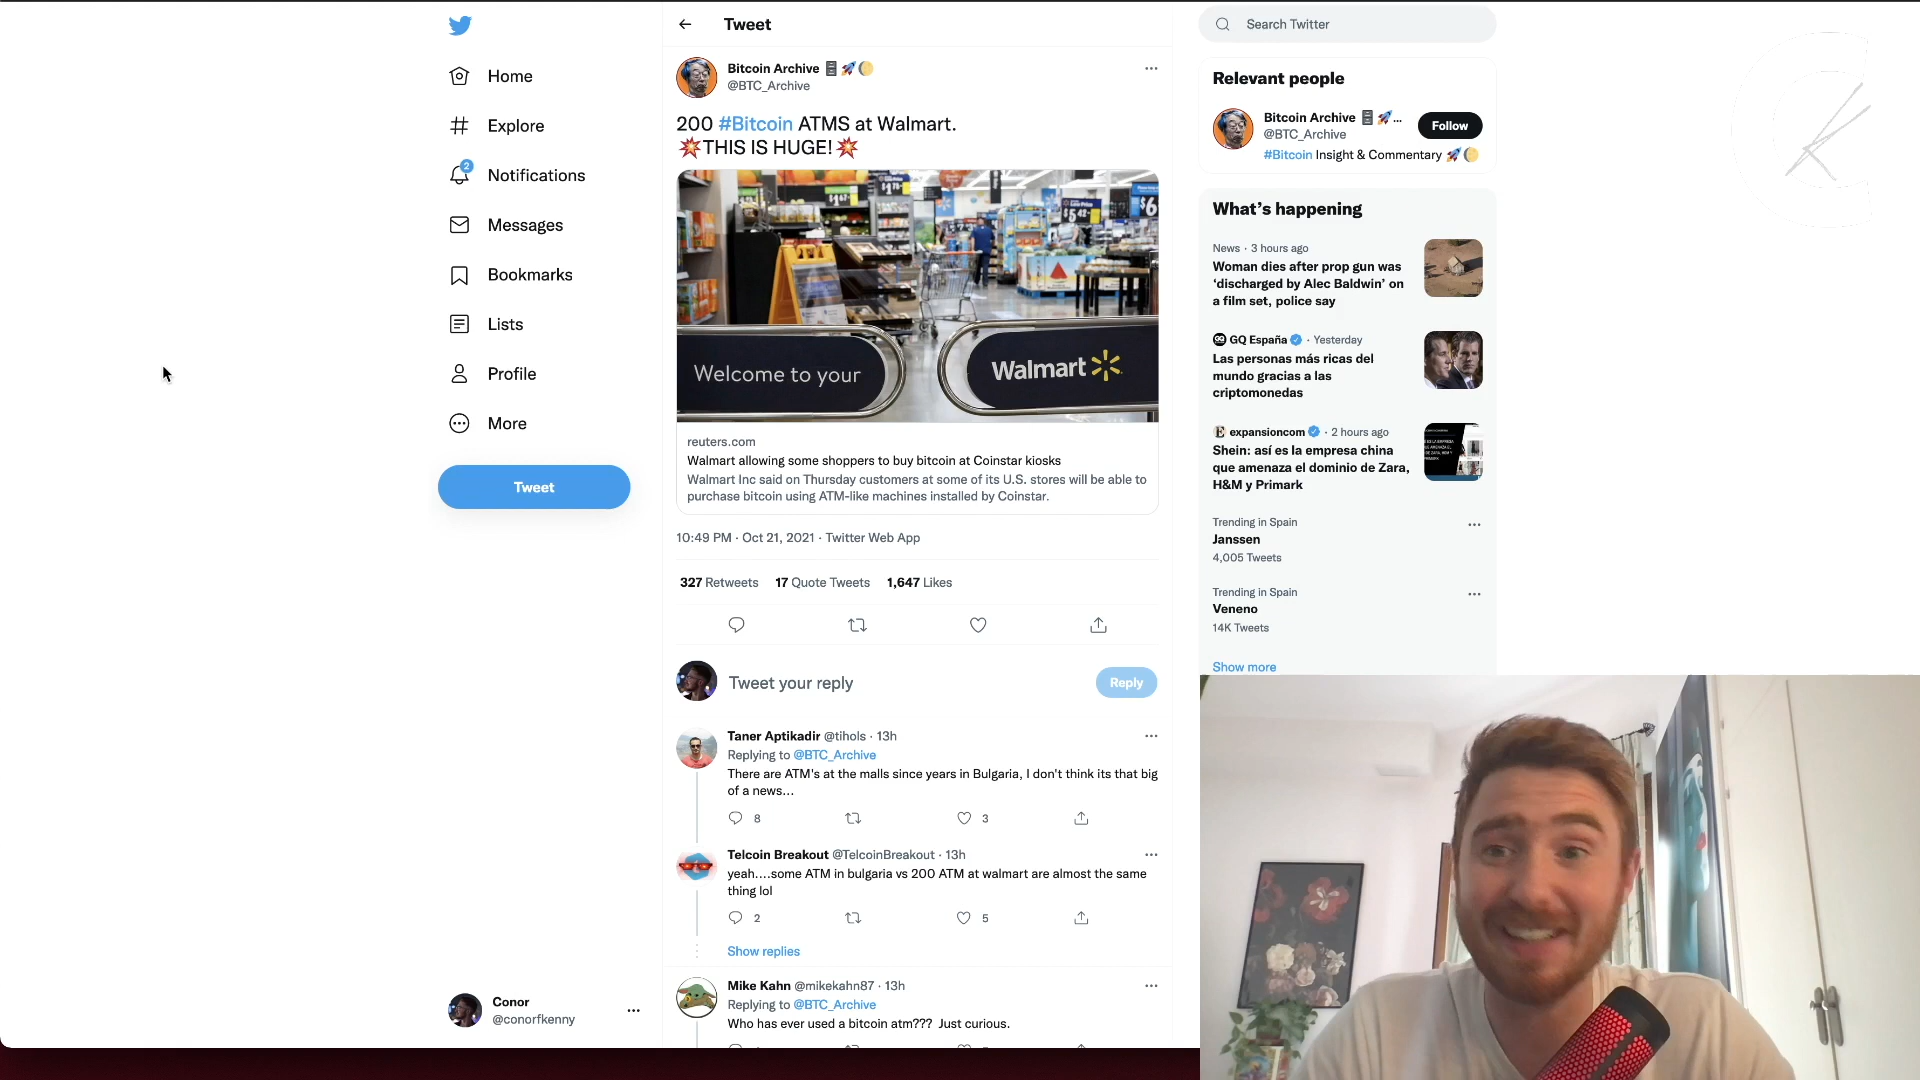 Home
Explore
2
Notifications
Messages
Bookmarks
Lists
Profile
More
Tweet
Conor
@conorfkenny
Tweet
Bitcoin Archive
@BTC_Archive
200 #Bitcoin ATMS at Walmart.
💥THIS IS HUGE!💥
Welcome to your
Walmart
reuters.com
Walmart allowing some shoppers to buy bitcoin at Coinstar kiosks
Walmart Inc said on Thursday customers at some of its U.S. stores will be able to
purchase bitcoin using ATM-like machines installed by Coinstar.
10:49 PM · Oct 21, 2021 · Twitter Web App
327 Retweets 17 Quote Tweets 1,647 Likes
Tweet your reply
Reply
Taner Aptikadir @tihols · 13h
Replying to @BTC_Archive
There are ATM's at the malls since years in Bulgaria, I don't think its that big
of a news...
8 3
Telcoin Breakout @TelcoinBreakout · 13h
yeah....some ATM in bulgaria vs 200 ATM at walmart are almost the same
thing lol
2 5
Show replies
Mike Kahn @mikekahn87 · 13h
Replying to @BTC_Archive
Who has ever used a bitcoin atm??? Just curious.
Search Twitter
Relevant people
Bitcoin Archive 🚀...
@BTC_Archive
Follow
#Bitcoin Insight & Commentary
What's happening
News · 3 hours ago
Woman dies after prop gun was
'discharged by Alec Baldwin' on
a film set, police say
GQ España · Yesterday
Las personas más ricas del
mundo gracias a las
criptomonedas
expansioncom · 2 hours ago
Shein: así es la empresa china
que amenaza el dominio de Zara,
H&M y Primark
Trending in Spain
Janssen
4,005 Tweets
Trending in Spain
Veneno
14K Tweets
Show more